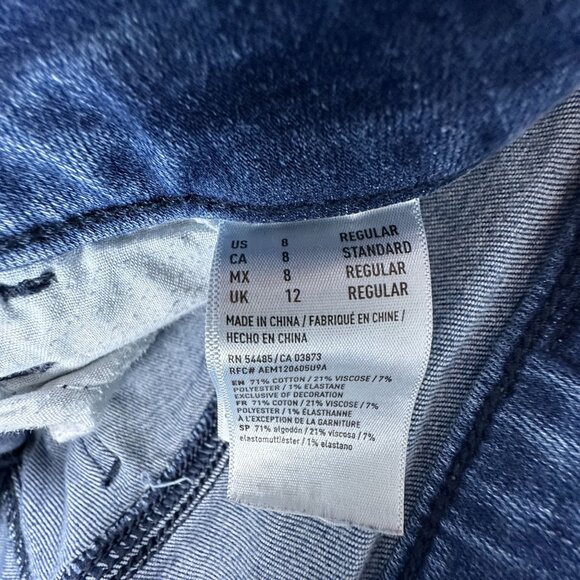 US 8 REGULAR
CA 8 STANDARD
MX 8 REGULAR
UK 12 REGULAR
MADE IN CHINA / FABRIQUÉ EN CHINE /
HECHO EN CHINA
RN 54485 / CA 03873
RFC# AEM120605U9A
EN 71% COTTON / 21% VISCOSE / 7%
POLYESTER / 1% ELASTANE
EXCLUSIVE OF DECORATION
FR 71% COTON / 21% VISCOSE / 7%
POLYESTER / 1% ÉLASTHANNE
À L'EXCEPTION DE LA GARNITURE
SP 71% algodón / 21% viscosa / 7%
elastomultiéster / 1% elastano